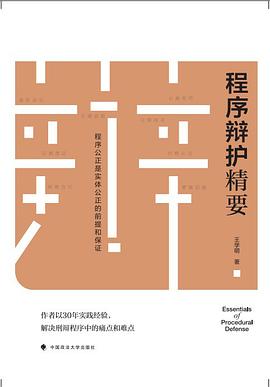 程序辩护
精要
王学明 著
程序公正是实体公正的前提和保证
Essentials
of
Procedural
Defense
作者以30年实践经验，
解决刑辩程序中的痛点和难点
中国政法大学出版社